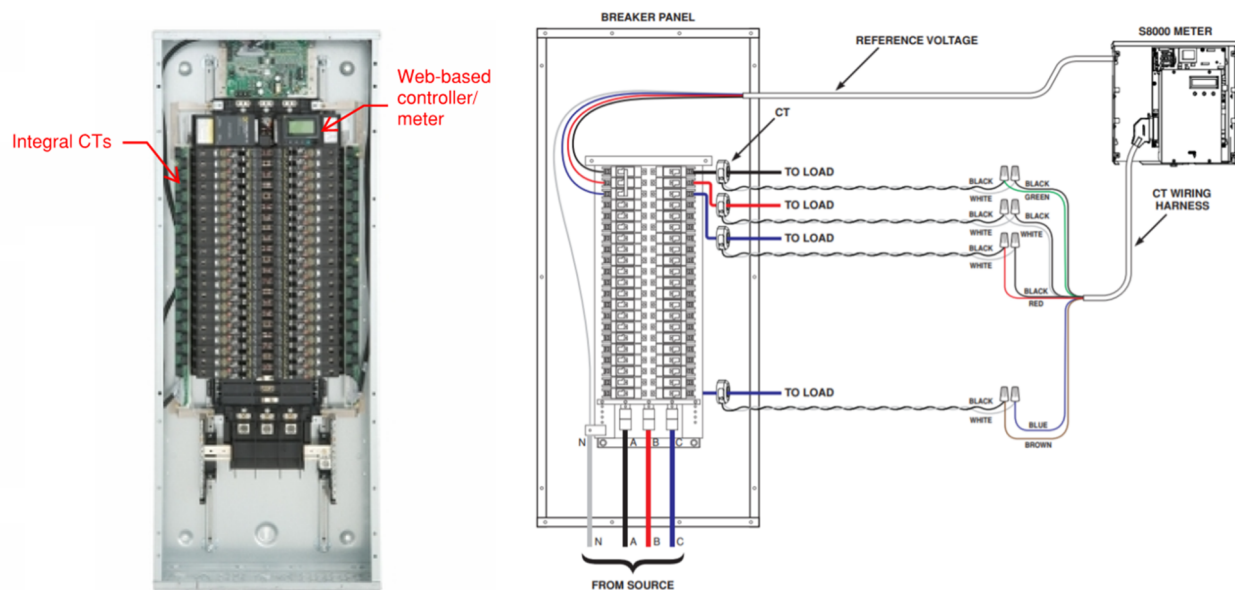 Integral CTs
Web-based
controller/
meter
BREAKER PANEL
REFERENCE VOLTAGE
S8000 METER
CT
TO LOAD
BLACK
WHITE
BLACK
GREEN
TO LOAD
BLACK
WHITE
BLACK
WHITE
TO LOAD
BLACK
WHITE
BLACK
RED
CT WIRING
HARNESS
TO LOAD
BLACK
WHITE
BLUE
BROWN
N
A
B
C
N
A
B
C
FROM SOURCE